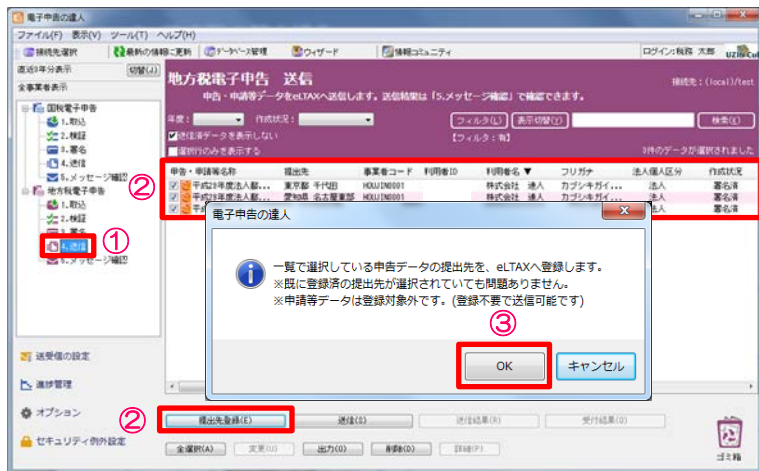 電子申告の達人
ファイル(F) 表示(V) ツール(T) ヘルプ(H)
接続先選択 最新の情報に更新 データベース管理 ウィザード 情報コミュニティ ログイン:税務 太郎
直近3年分表示 切替(J)
全事業者表示
国税電子申告
1.取込
2.検証
3.署名
4.送信
5.メッセージ確認
地方税電子申告
1.取込
2.検証
3.署名
① 4.送信
5.メッセージ確認
送受信の設定
進捗管理
オプション
セキュリティ例外設定
地方税電子申告 送信
申告・申請等データをeLTAXへ送信します。送信結果は「5.メッセージ確認」で確認できます。
接続先:(local)/test
年度: 作成状況: フィルタ(L) 表示切替(Y) 検索(K)
送信済データを表示しない 【フィルタ:有】
選択行のみを表示する 3件のデータが選択されました
②
申告・申請等名称 提出先 事業者コード 利用者ID 利用者名 ▼ フリガナ 法人個人区分 作成状況
平成29年度法人都... 東京都 千代田 HOUJIN0001 株式会社 達人 カブシキガイ... 法人 署名済
平成29年度法人都... 愛知県 名古屋東部 HOUJIN0001 株式会社 達人 カブシキガイ... 法人 署名済
法人 署名済
電子申告の達人
一覧で選択している申告データの提出先を、eLTAXへ登録します。
※既に登録済の提出先が選択されていても問題ありません。
※申請等データは登録対象外です。(登録不要で送信可能です)
③
OK キャンセル
② 提出先登録(E) 送信(S) 送信結果(R) 受付結果(O)
全選択(A) 変更(U) 出力(O) 削除(D) 詳細(P)
ゴミ箱